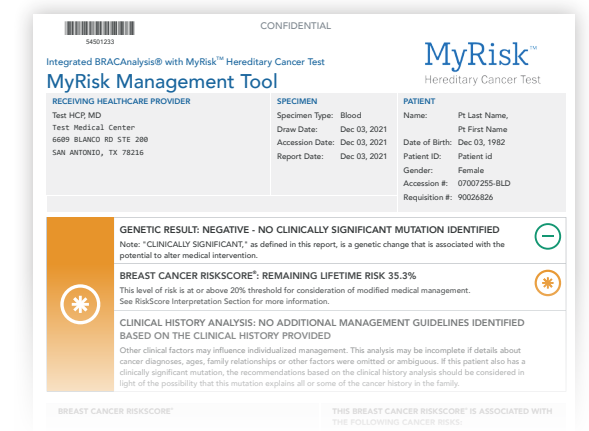 CONFIDENTIAL
54501233
MyRisk™
Hereditary Cancer Test
Integrated BRACAnalysis® with MyRisk™ Hereditary Cancer Test
MyRisk Management Tool
RECEIVING HEALTHCARE PROVIDER
Test HCP, MD
Test Medical Center
6609 BLANCO RD STE 200
SAN ANTONIO, TX 78216
SPECIMEN
Specimen Type: Blood
Draw Date: Dec 03, 2021
Accession Date: Dec 03, 2021
Report Date: Dec 03, 2021
PATIENT
Name: Pt Last Name,
Pt First Name
Date of Birth: Dec 03, 1982
Patient ID: Patient id
Gender: Female
Accession #: 07007255-BLD
Requisition #: 90026826
GENETIC RESULT: NEGATIVE - NO CLINICALLY SIGNIFICANT MUTATION IDENTIFIED
Note: "CLINICALLY SIGNIFICANT," as defined in this report, is a genetic change that is associated with the
potential to alter medical intervention.
BREAST CANCER RISKSCORE®: REMAINING LIFETIME RISK 35.3%
This level of risk is at or above 20% threshold for consideration of modified medical management.
See RiskScore Interpretation Section for more information.
CLINICAL HISTORY ANALYSIS: NO ADDITIONAL MANAGEMENT GUIDELINES IDENTIFIED
BASED ON THE CLINICAL HISTORY PROVIDED
Other clinical factors may influence individualized management. This analysis may be incomplete if details about
cancer diagnoses, ages, family relationships or other factors were omitted or ambiguous. If this patient also has a
clinically significant mutation, the recommendations based on the clinical history analysis should be considered in
light of the possibility that this mutation explains all or some of the cancer history in the family.
BREAST CANCER RISKSCORE®
THIS BREAST CANCER RISKSCORE® IS ASSOCIATED WITH
THE FOLLOWING CANCER RISKS: